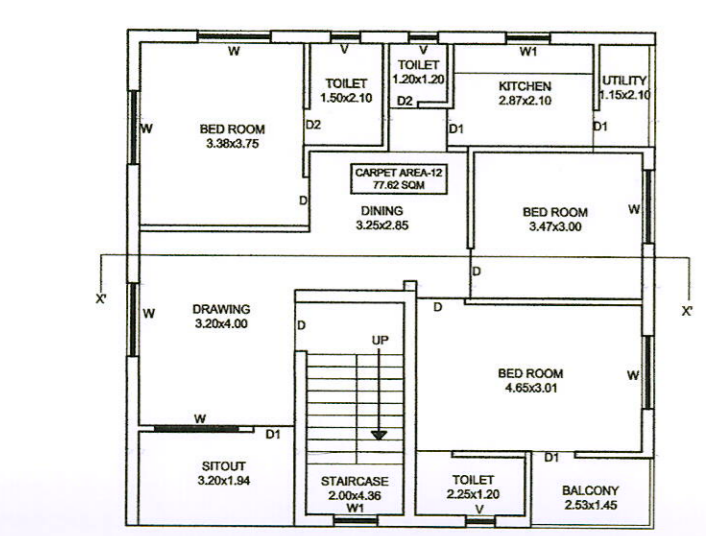 W
V
V
W1
TOILET
1.50x2.10
TOILET
1.20x1.20
D2
KITCHEN
2.87x2.10
UTILITY
1.15x2.10
W
BED ROOM
3.38x3.75
D2
D1
D1
CARPET AREA-12
77.62 SQM
D
DINING
3.25x2.85
BED ROOM
3.47x3.00
W
D
X'
X'
W
DRAWING
3.20x4.00
D
D
UP
BED ROOM
4.65x3.01
W
W
D1
D1
SITOUT
3.20x1.94
STAIRCASE
2.00x4.36
W1
TOILET
2.25x1.20
V
BALCONY
2.53x1.45